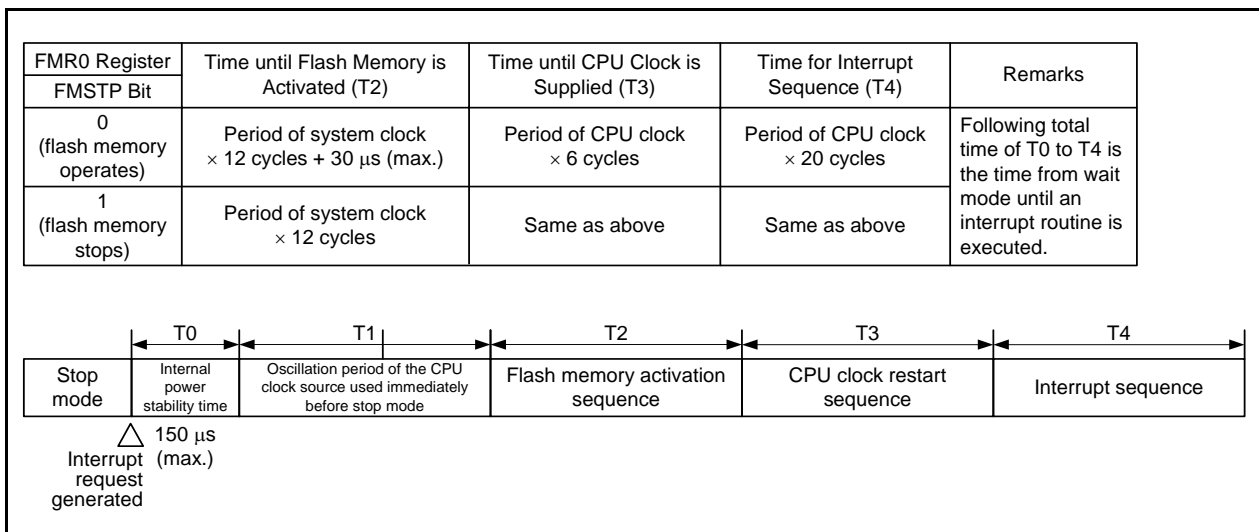 FMR0 Register
FMSTP Bit
Time until Flash Memory is
Activated (T2)
Time until CPU Clock is
Supplied (T3)
Time for Interrupt
Sequence (T4)
Remarks
0
(flash memory
operates)
Period of system clock
× 12 cycles + 30 μs (max.)
Period of CPU clock
× 6 cycles
Period of CPU clock
× 20 cycles
Following total
time of T0 to T4 is
the time from wait
mode until an
interrupt routine is
executed.
1
(flash memory
stops)
Period of system clock
× 12 cycles
Same as above
Same as above
T0
T1
T2
T3
T4
Stop
mode
Internal
power
stability time
Oscillation period of the CPU
clock source used immediately
before stop mode
Flash memory activation
sequence
CPU clock restart
sequence
Interrupt sequence
150 μs
(max.)
Interrupt
request
generated